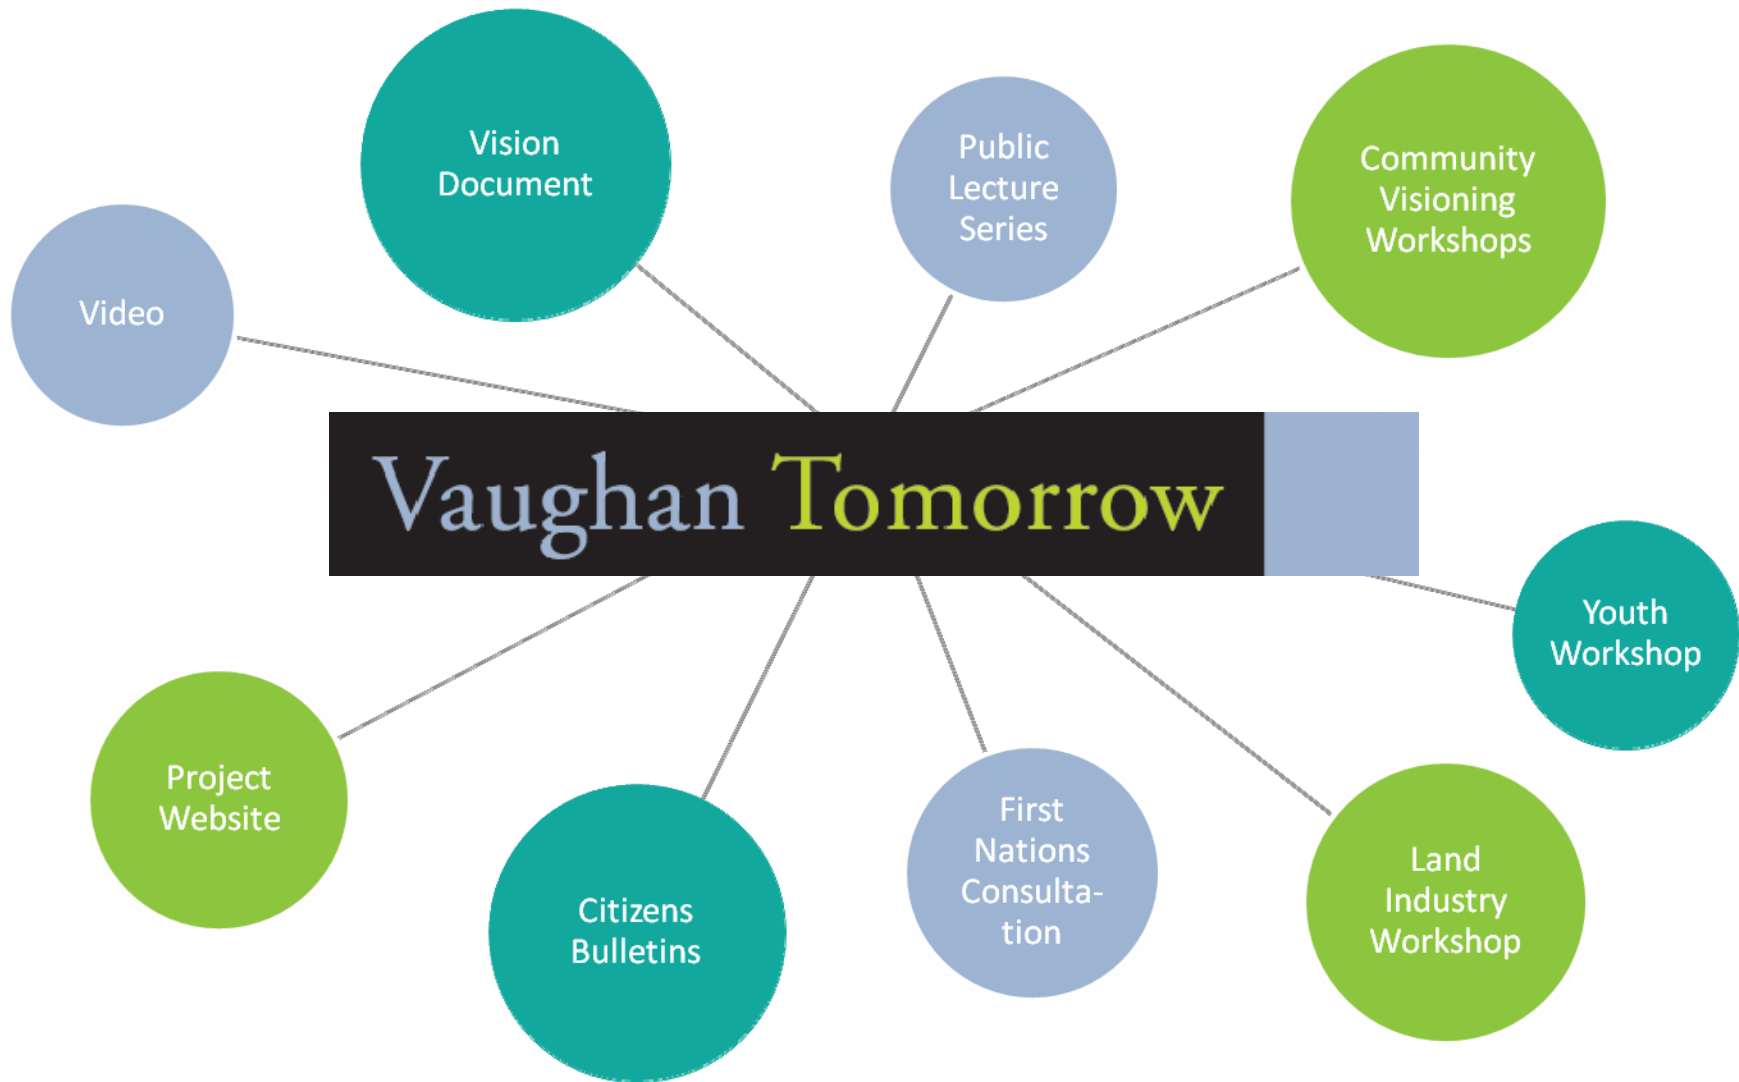 Vision
Document
Public
Lecture
Series
Community
Visioning
Workshops
Video
Vaughan Tomorrow
Youth
Workshop
Project
Website
Citizens
Bulletins
First
Nations
Consulta-
tion
Land
Industry
Workshop